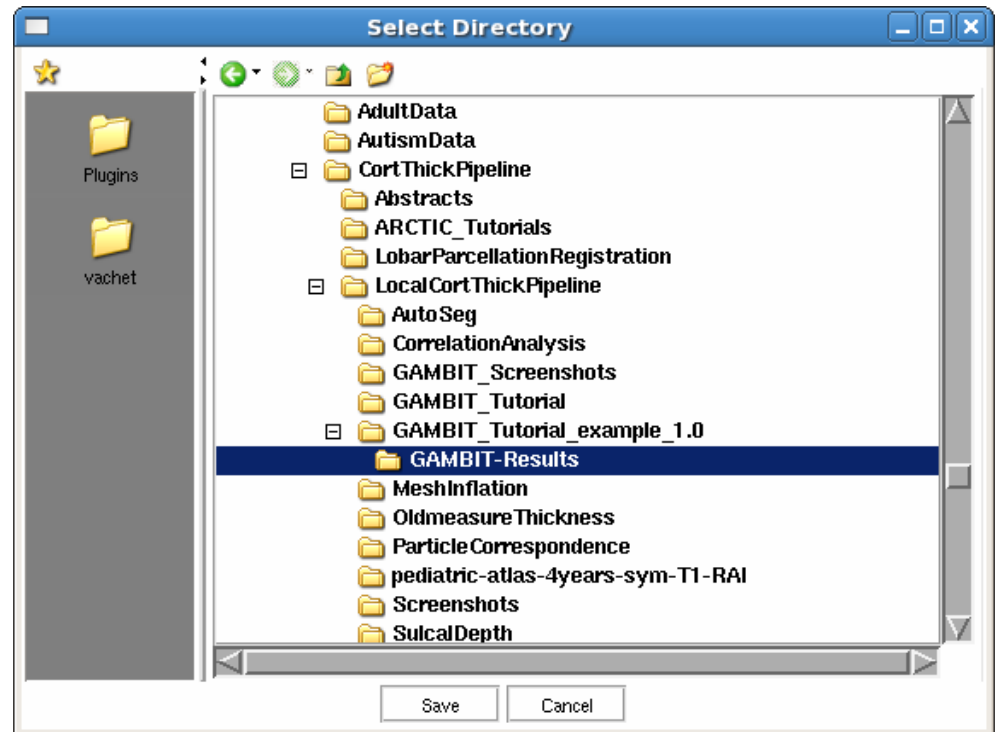 Select Directory
Plugins
vachet
AdultData
AutismData
CortThickPipeline
Abstracts
ARCTIC_Tutorials
LobarParcellationRegistration
LocalCortThickPipeline
AutoSeg
CorrelationAnalysis
GAMBIT_Screenshots
GAMBIT_Tutorial
GAMBIT_Tutorial_example_1.0
GAMBIT-Results
MeshInflation
OldmeasureThickness
ParticleCorrespondence
pediatric-atlas-4years-sym-T1-RAI
Screenshots
SulcalDepth
Save
Cancel